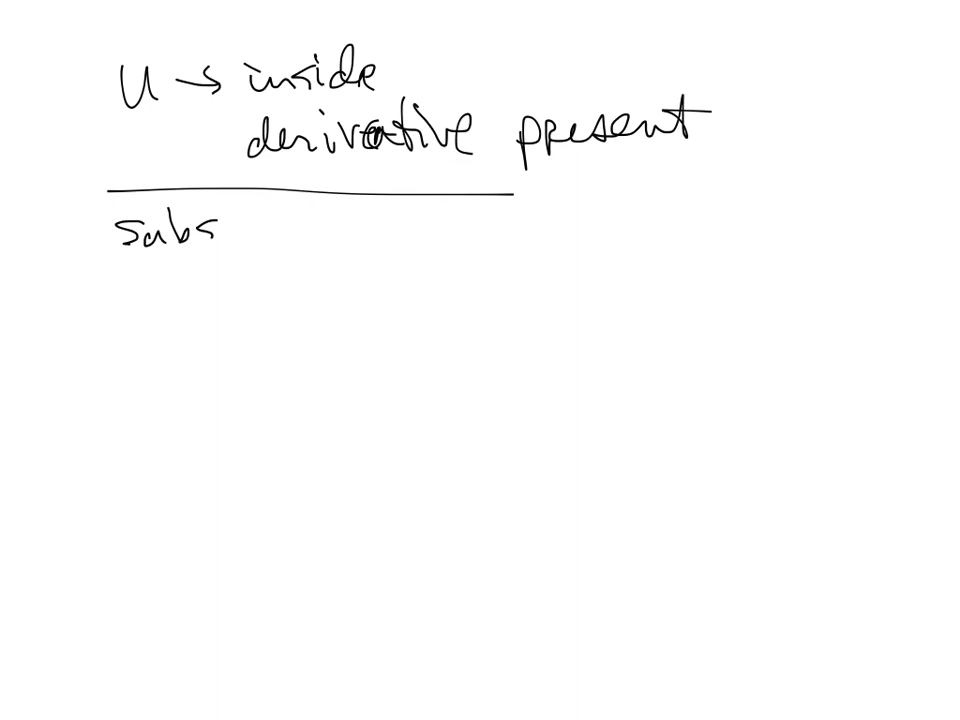 u → inside
derivative present
subs